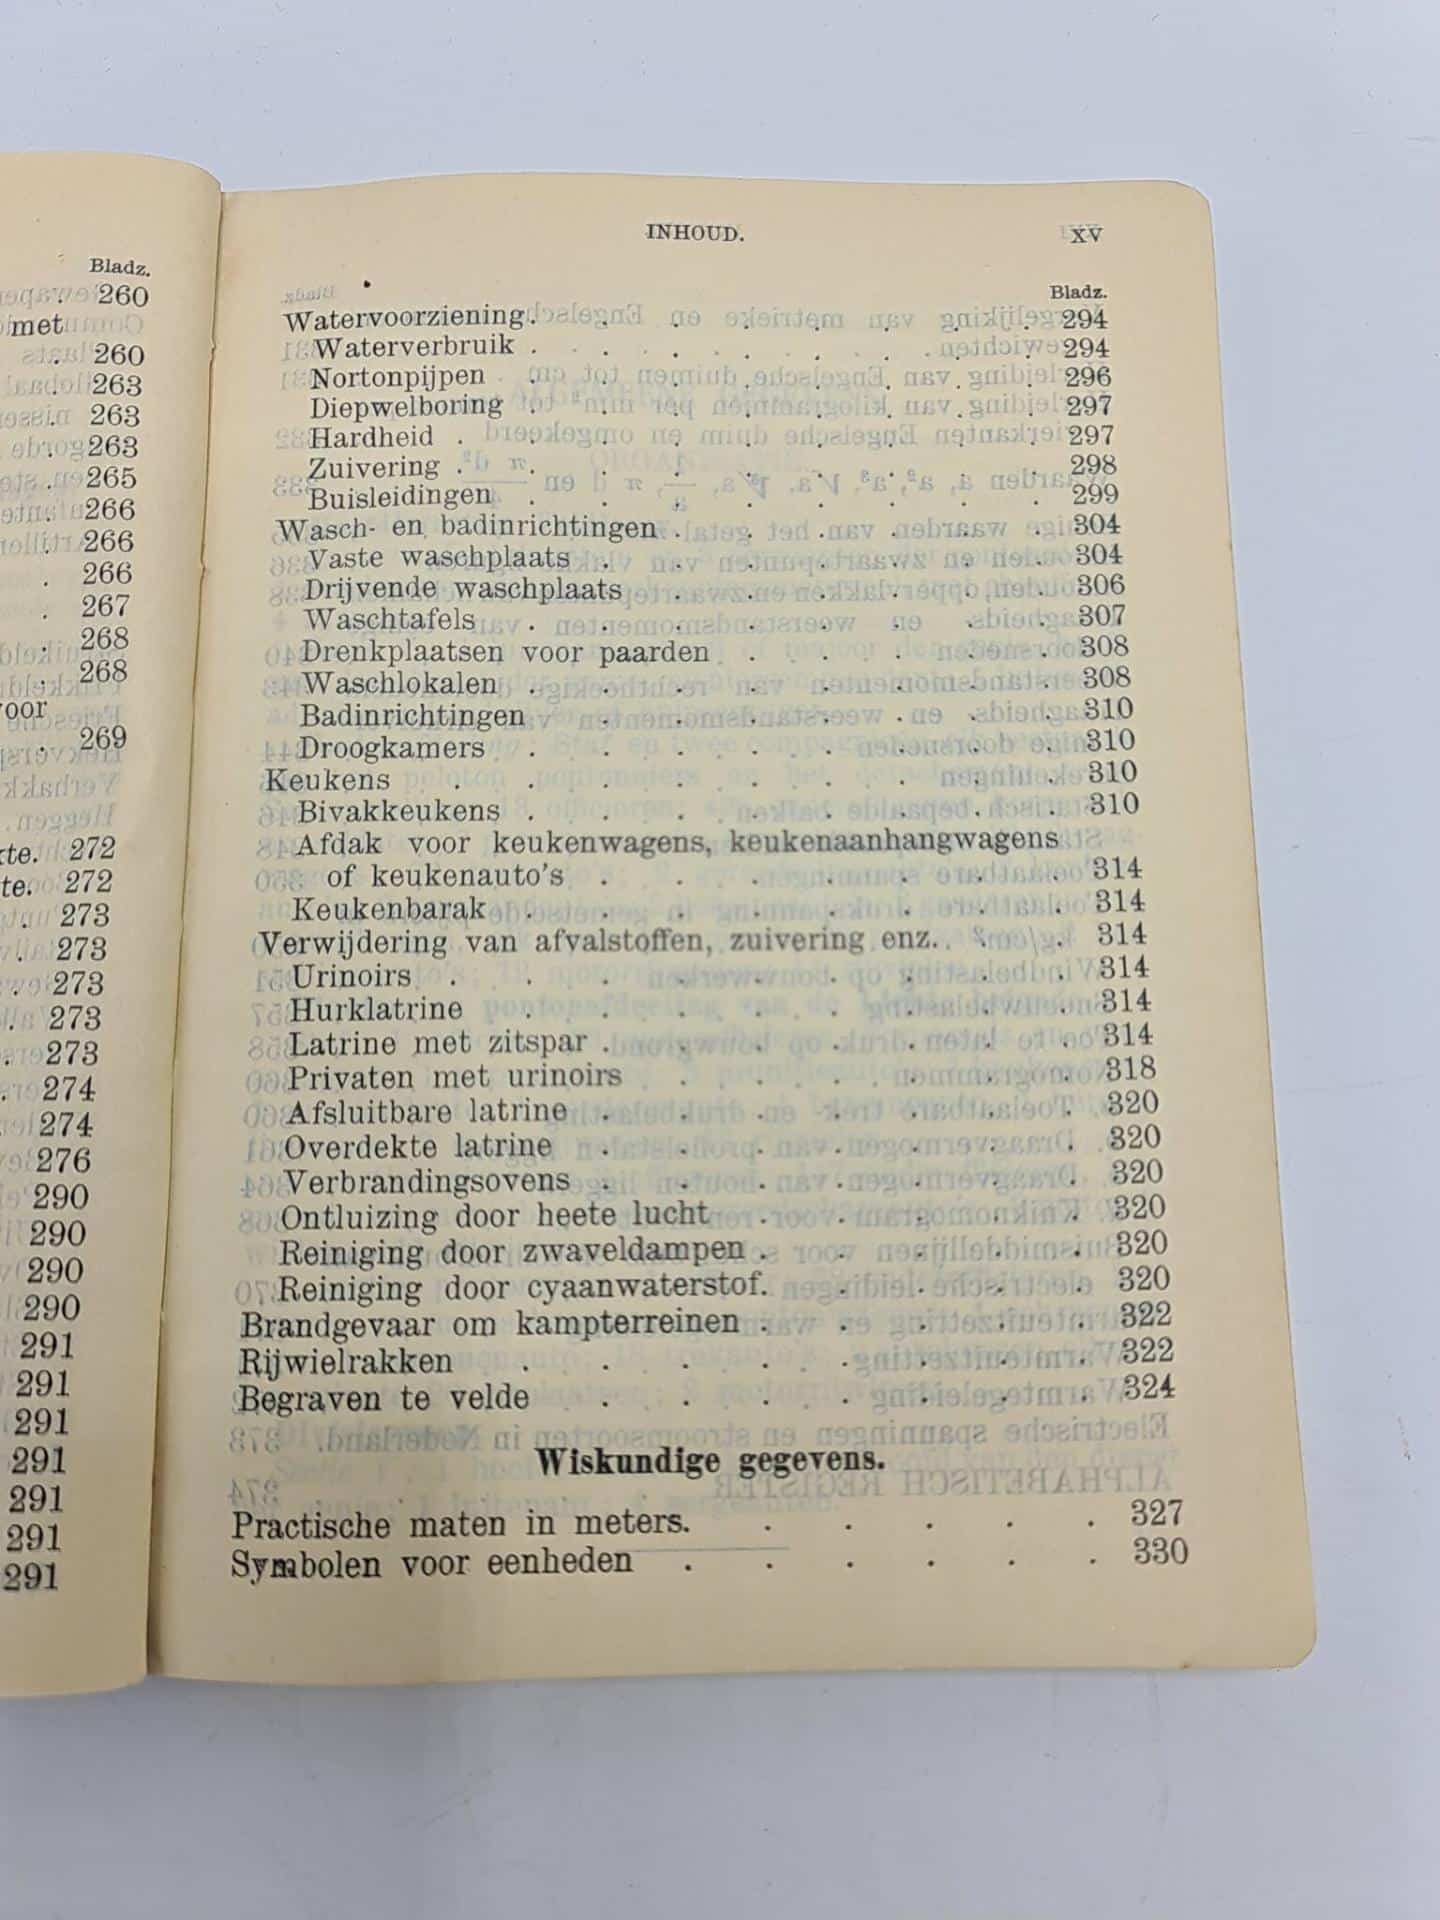 Bladz.
260
met
260
263
263
263
265
266
266
266
267
268
268
voor
269
272
272
273
273
273
273
273
274
274
276
290
290
290
290
291
291
291
291
291
291
291
INHOUD. XV
Bladz.
Watervoorziening. . . . . . . . 294
Waterverbruik . . . . . . . . 294
Nortonpijpen . . . . . . . . 296
Diepwelboring . . . . . . . . 297
Hardheid . . . . . . . . . 297
Zuivering . . . . . . . . . 298
Buisleidingen . . . . . . . . 299
Wasch- en badinrichtingen . . . . . . 304
Vaste waschplaats . . . . . . . 304
Drijvende waschplaats . . . . . . 306
Waschtafels . . . . . . . . 307
Drenkplaatsen voor paarden . . . . . 308
Waschlokalen . . . . . . . . 308
Badinrichtingen . . . . . . . 310
Droogkamers . . . . . . . . 310
Keukens . . . . . . . . . 310
Bivakkeukens . . . . . . . . 310
Afdak voor keukenwagens, keukenaanhangwagens
of keukenauto's . . . . . . . 314
Keukenbarak . . . . . . . . 314
Verwijdering van afvalstoffen, zuivering enz. . . 314
Urinoirs . . . . . . . . . 314
Hurklatrine . . . . . . . . 314
Latrine met zitspar . . . . . . . 314
Privaten met urinoirs . . . . . . 318
Afsluitbare latrine . . . . . . . 320
Overdekte latrine . . . . . . . 320
Verbrandingsovens . . . . . . . 320
Ontluizing door heete lucht . . . . . 320
Reiniging door zwaveldampen . . . . . 320
Reiniging door cyaanwaterstof. . . . . 320
Brandgevaar om kampterreinen . . . . . 322
Rijwielrakken . . . . . . . . 322
Begraven te velde . . . . . . . 324
Wiskundige gegevens.
Practische maten in meters. . . . . . 327
Symbolen voor eenheden . . . . . . 330